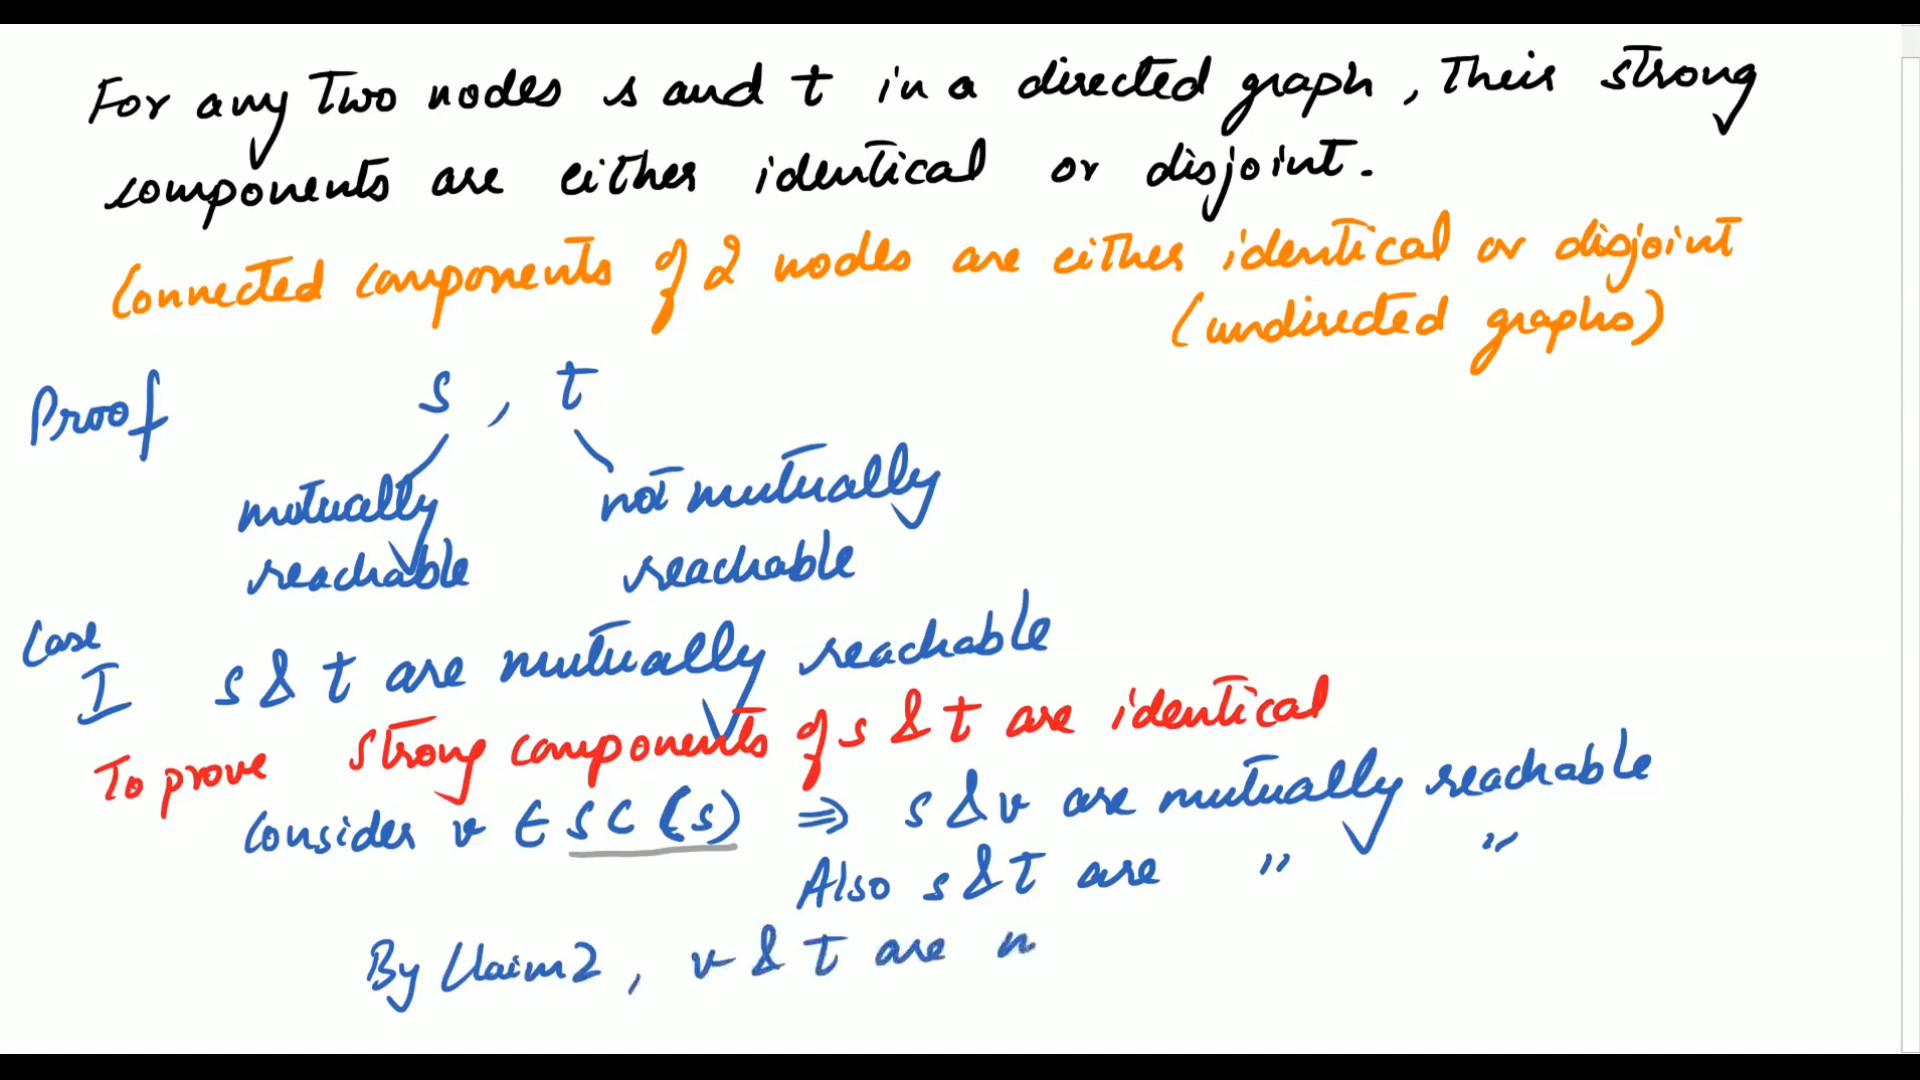 For any two nodes s and t in a directed graph, their strong
components are either identical or disjoint.
Connected components of 2 nodes are either identical or disjoint
(undirected graphs)
Proof s, t
mutually not mutually
reachable reachable
Case
I s & t are mutually reachable
To prove strong components of s & t are identical
Consider v ∈ SC(s) ⇒ s & v are mutually reachable
Also s & t are " "
By Claim 2, v & t are m